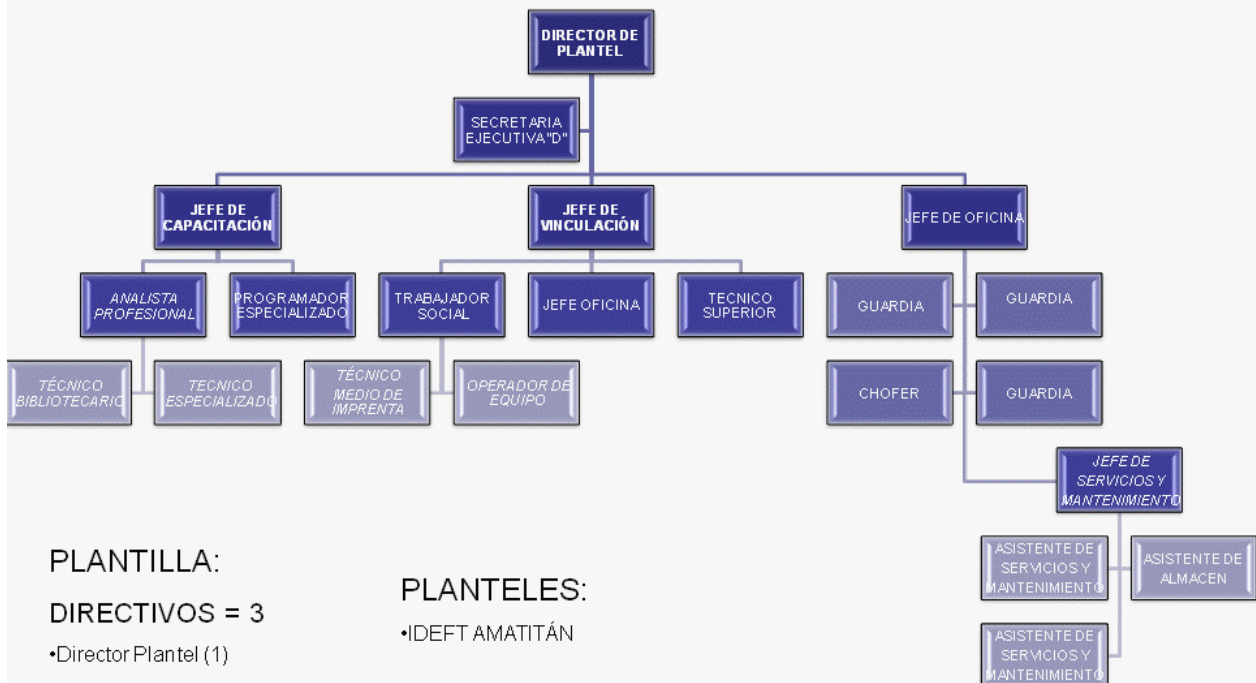 DIRECTOR DE
PLANTEL
SECRETARIA
EJECUTIVA"D"
JEFE DE
CAPACITACIÓN
JEFE DE
VINCULACIÓN
JEFE DE OFICINA
ANALISTA
PROFESIONAL
PROGRAMADOR
ESPECIALIZADO
TRABAJADOR
SOCIAL
JEFE OFICINA
TECNICO
SUPERIOR
GUARDIA
GUARDIA
TÉCNICO
BIBLIOTECARIO
TECNICO
ESPECIALIZADO
TÉCNICO
MEDIO DE
IMPRENTA
OPERADOR DE
EQUIPO
CHOFER
GUARDIA
JEFE DE
SERVICIOS Y
MANTENIMIENTO
ASISTENTE DE
SERVICIOS Y
MANTENIMIENTO
ASISTENTE DE
ALMACEN
ASISTENTE DE
SERVICIOS Y
MANTENIMIENTO
PLANTILLA:
DIRECTIVOS = 3
•Director Plantel (1)
PLANTELES:
•IDEFT AMATITÁN